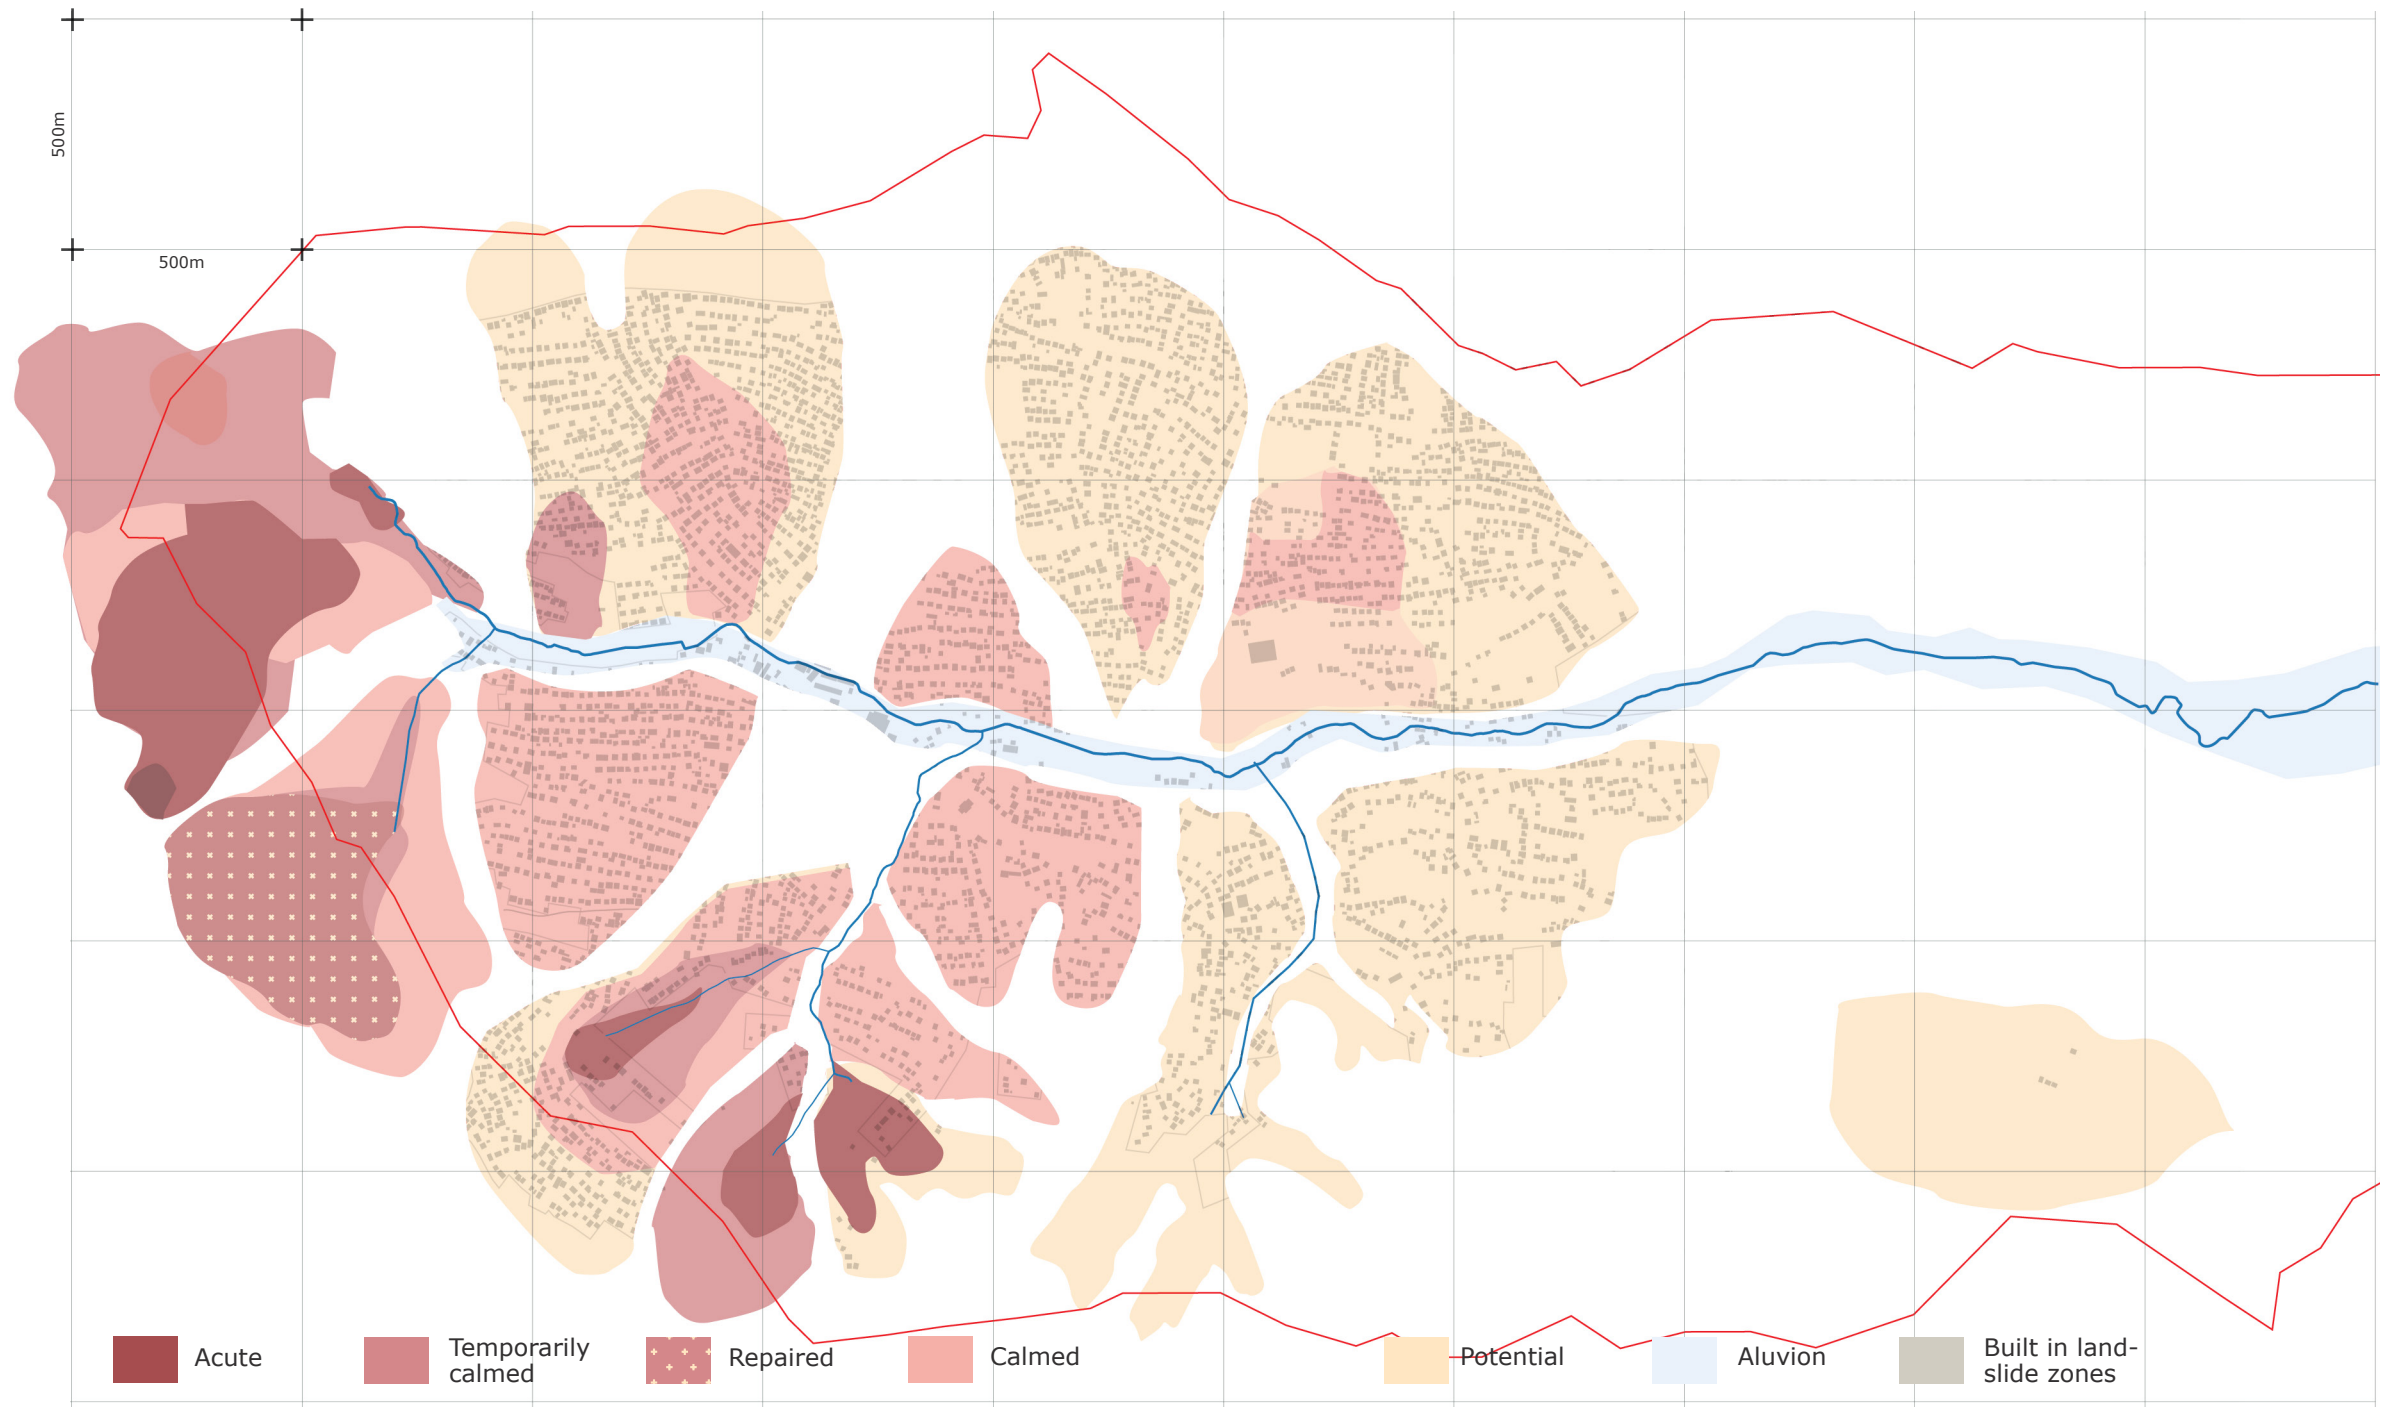 500m
500m
Acute
Temporarily
calmed
Repaired
Calmed
Potential
Aluvion
Built in land-
slide zones